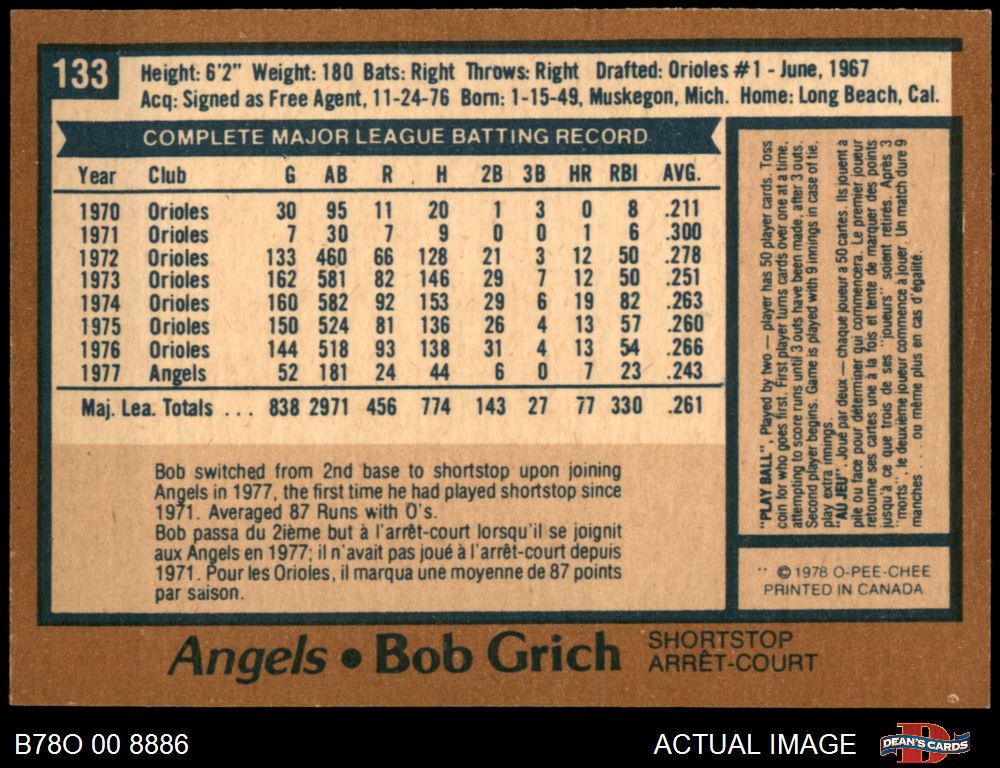 133
Height: 6'2" Weight: 180 Bats: Right Throws: Right Drafted: Orioles #1 - June, 1967
Acq: Signed as Free Agent, 11-24-76 Born: 1-15-49, Muskegon, Mich. Home: Long Beach, Cal.
COMPLETE MAJOR LEAGUE BATTING RECORD
Year Club G AB R H 2B 3B HR RBI AVG.
1970 Orioles 30 95 11 20 1 3 0 8 .211
1971 Orioles 7 30 7 9 0 0 1 6 .300
1972 Orioles 133 460 66 128 21 3 12 50 .278
1973 Orioles 162 581 82 146 29 7 12 50 .251
1974 Orioles 160 582 92 153 29 6 19 82 .263
1975 Orioles 150 524 81 136 26 4 13 57 .260
1976 Orioles 144 518 93 138 31 4 13 54 .266
1977 Angels 52 181 24 44 6 0 7 23 .243
Maj. Lea. Totals ... 838 2971 456 774 143 27 77 330 .261
Bob switched from 2nd base to shortstop upon joining
Angels in 1977, the first time he had played shortstop since
1971. Averaged 87 Runs with O's.
Bob passa du 2ième but à l'arrêt-court lorsqu'il se joignit
aux Angels en 1977; il n'avait pas joué à l'arrêt-court depuis
1971. Pour les Orioles, il marqua une moyenne de 87 points
par saison.
"PLAY BALL", Played by two — player has 50 player cards. Toss
coin for who goes first. First player turns cards over one at a time,
attempting to score runs until 3 outs have been made, after 3 outs.
Second player begins. Game is played with 9 innings in case of tie,
play extra innings.
"AU JEU". Joué par deux — chaque joueur a 50 cartes. Ils jouent à
pile ou face pour déterminer qui commencera. Le premier joueur
retourne ses cartes une à la fois et tente de marquer des points
jusqu'à ce que trois de ses "joueurs" soient retirés. Après 3
"morts", le deuxième joueur commence à jouer. Un match dure 9
manches . . . ou même plus en cas d'égalité.
** © 1978 O-PEE-CHEE
PRINTED IN CANADA
Angels • Bob Grich SHORTSTOP
ARRÊT-COURT
B78O 00 8886
ACTUAL IMAGE
DEAN'S CARDS